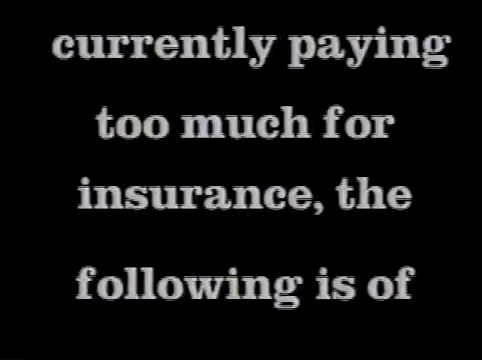 currently paying
too much for
insurance, the
following is of